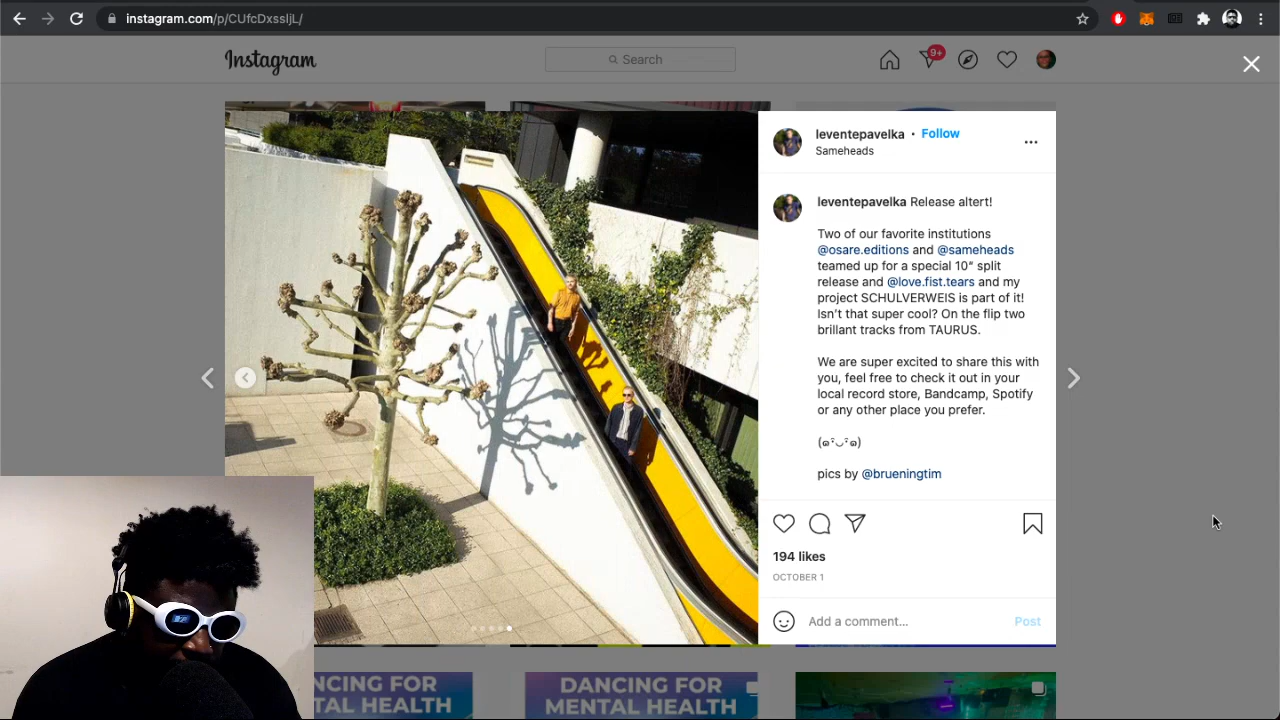 instagram.com/p/CUfcDxssIjL/
Instagram
Search
9+
leventepavelka • Follow
Sameheads
leventepavelka Release altert!
Two of our favorite institutions
@osare.editions and @sameheads
teamed up for a special 10" split
release and @love.fist.tears and my
project SCHULVERWEIS is part of it!
Isn't that super cool? On the flip two
brillant tracks from TAURUS.
We are super excited to share this with
you, feel free to check it out in your
local record store, Bandcamp, Spotify
or any other place you prefer.
pics by @brueningtim
194 likes
OCTOBER 1
Add a comment...
Post
DANCING FOR
TAL HEALTH
DANCING FOR
MENTAL HEALTH